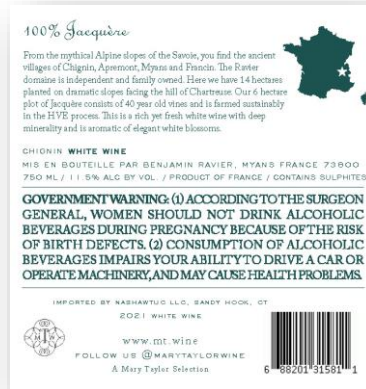 100% Jacquère
From the mythical Alpine slopes of the Savoie, you find the ancient
villages of Chignin, Apremont, Myans and Francin. The Ravier
domaine is independent and family owned. Here we have 14 hectares
planted on dramatic slopes facing the hill of Chartreuse. Our 6 hectare
plot of Jacquère consists of 40 year old vines and is farmed sustainably
in the HVE process. This is a rich yet fresh white wine with deep
minerality and is aromatic of elegant white blossoms.
CHIGNIN WHITE WINE
MIS EN BOUTEILLE PAR BENJAMIN RAVIER, MYANS FRANCE 73800
750 ML / 11.5% ALC BY VOL. / PRODUCT OF FRANCE / CONTAINS SULPHITES
GOVERNMENT WARNING: (1) ACCORDING TO THE SURGEON
GENERAL, WOMEN SHOULD NOT DRINK ALCOHOLIC
BEVERAGES DURING PREGNANCY BECAUSE OF THE RISK
OF BIRTH DEFECTS. (2) CONSUMPTION OF ALCOHOLIC
BEVERAGES IMPAIRS YOUR ABILITY TO DRIVE A CAR OR
OPERATE MACHINERY, AND MAY CAUSE HEALTH PROBLEMS.
IMPORTED BY NASHAWTUC LLC, SANDY HOOK, CT
2021 WHITE WINE
www.mt.wine
FOLLOW US @MARYTAYLORWINE
A Mary Taylor Selection
6 88201 31581 1